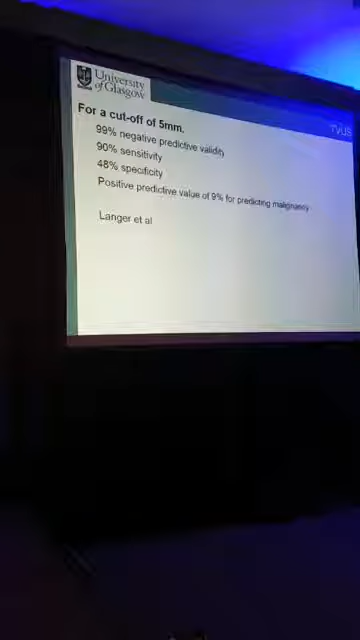 University
of Glasgow
TVUS
For a cut-off of 5mm,
99% negative predictive validity
90% sensitivity
48% specificity
Positive predictive value of 9% for predicting malignancy
Langer et al